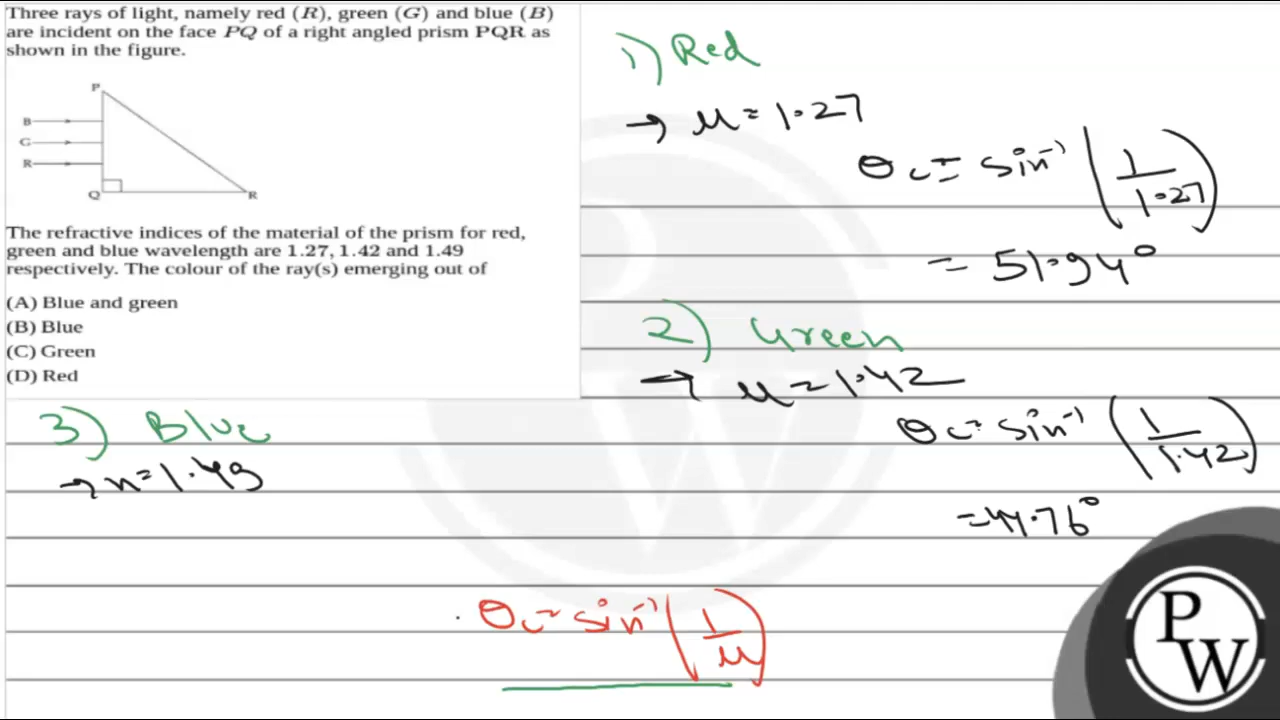 Three rays of light, namely red (R), green (G) and blue (B)
are incident on the face PQ of a right angled prism PQR as
shown in the figure.
P
B
G
R
Q
R
The refractive indices of the material of the prism for red,
green and blue wavelength are 1.27, 1.42 and 1.49
respectively. The colour of the ray(s) emerging out of
(A) Blue and green
(B) Blue
(C) Green
(D) Red
1) Red
→ μ = 1.27
θc = sin⁻¹ (1/1.27)
= 51.94°
2) Green
→ μ = 1.42
θc = sin⁻¹ (1/1.42)
= 44.76°
3) Blue
→ n = 1.49
θc = sin⁻¹ (1/μ)
P
W